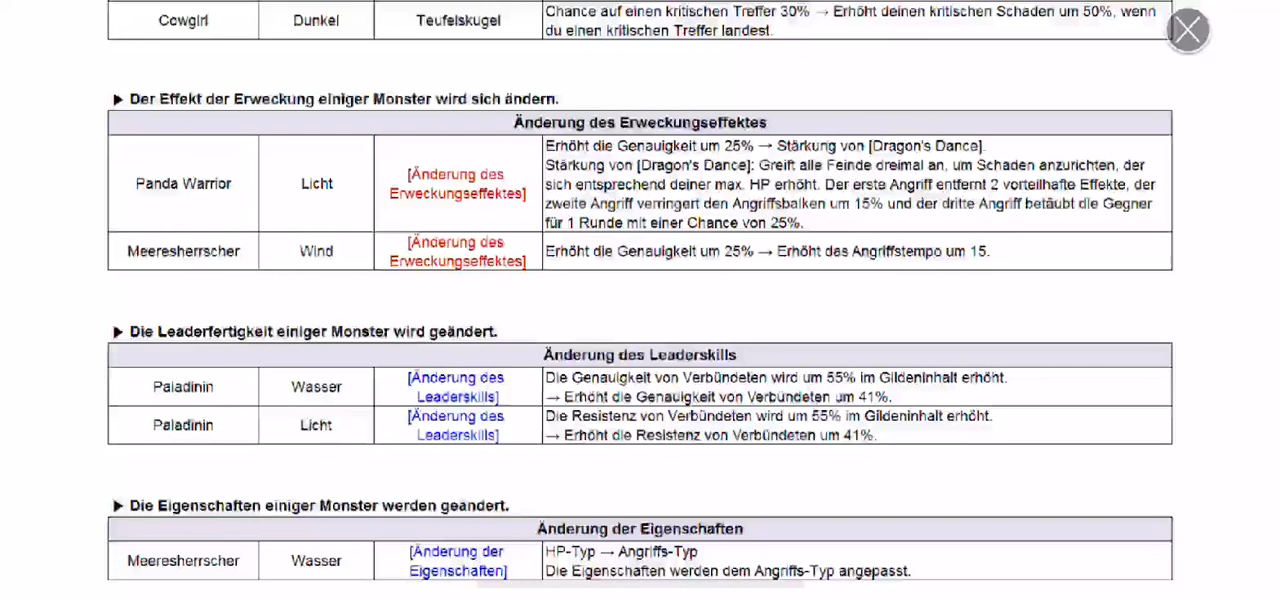 Cowgirl Dunkel Teufelskugel Chance auf einen kritischen Treffer 30% → Erhöht deinen kritischen Schaden um 50%, wenn
du einen kritischen Treffer landest.
▶ Der Effekt der Erweckung einiger Monster wird sich ändern.
Änderung des Erweckungseffektes
Panda Warrior Licht [Änderung des
Erweckungseffektes]
Erhöht die Genauigkeit um 25% → Stärkung von [Dragon's Dance].
Stärkung von [Dragon's Dance]: Greift alle Feinde dreimal an, um Schaden anzurichten, der
sich entsprechend deiner max. HP erhöht. Der erste Angriff entfernt 2 vorteilhafte Effekte, der
zweite Angriff verringert den Angriffsbalken um 15% und der dritte Angriff betäubt die Gegner
für 1 Runde mit einer Chance von 25%.
Meeresherrscher Wind [Änderung des
Erweckungseffektes]
Erhöht die Genauigkeit um 25% → Erhöht das Angriffstempo um 15.
▶ Die Leaderfertigkeit einiger Monster wird geändert.
Änderung des Leaderskills
Paladinin Wasser [Änderung des
Leaderskills]
Die Genauigkeit von Verbündeten wird um 55% im Gildeninhalt erhöht.
→ Erhöht die Genauigkeit von Verbündeten um 41%.
Paladinin Licht [Änderung des
Leaderskills]
Die Resistenz von Verbündeten wird um 55% im Gildeninhalt erhöht.
→ Erhöht die Resistenz von Verbündeten um 41%.
▶ Die Eigenschaften einiger Monster werden geändert.
Änderung der Eigenschaften
Meeresherrscher Wasser [Änderung der
Eigenschaften]
HP-Typ → Angriffs-Typ
Die Eigenschaften werden dem Angriffs-Typ angepasst.